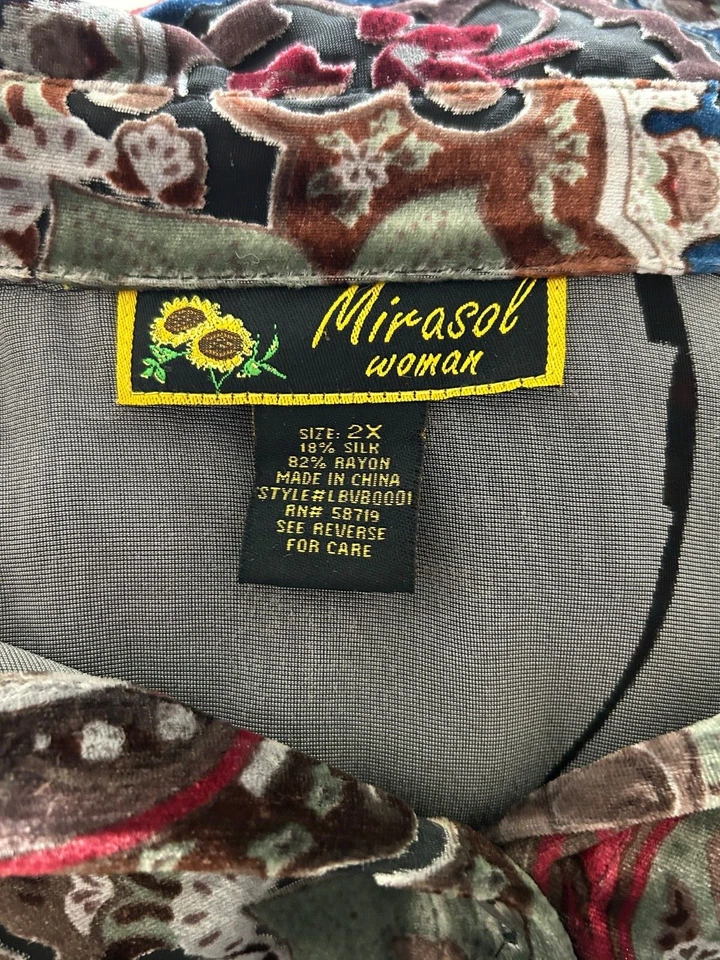 Mirasol
woman
SIZE: 2X
18% SILK
82% RAYON
MADE IN CHINA
STYLE#LBVB0001
RN# 58719
SEE REVERSE
FOR CARE